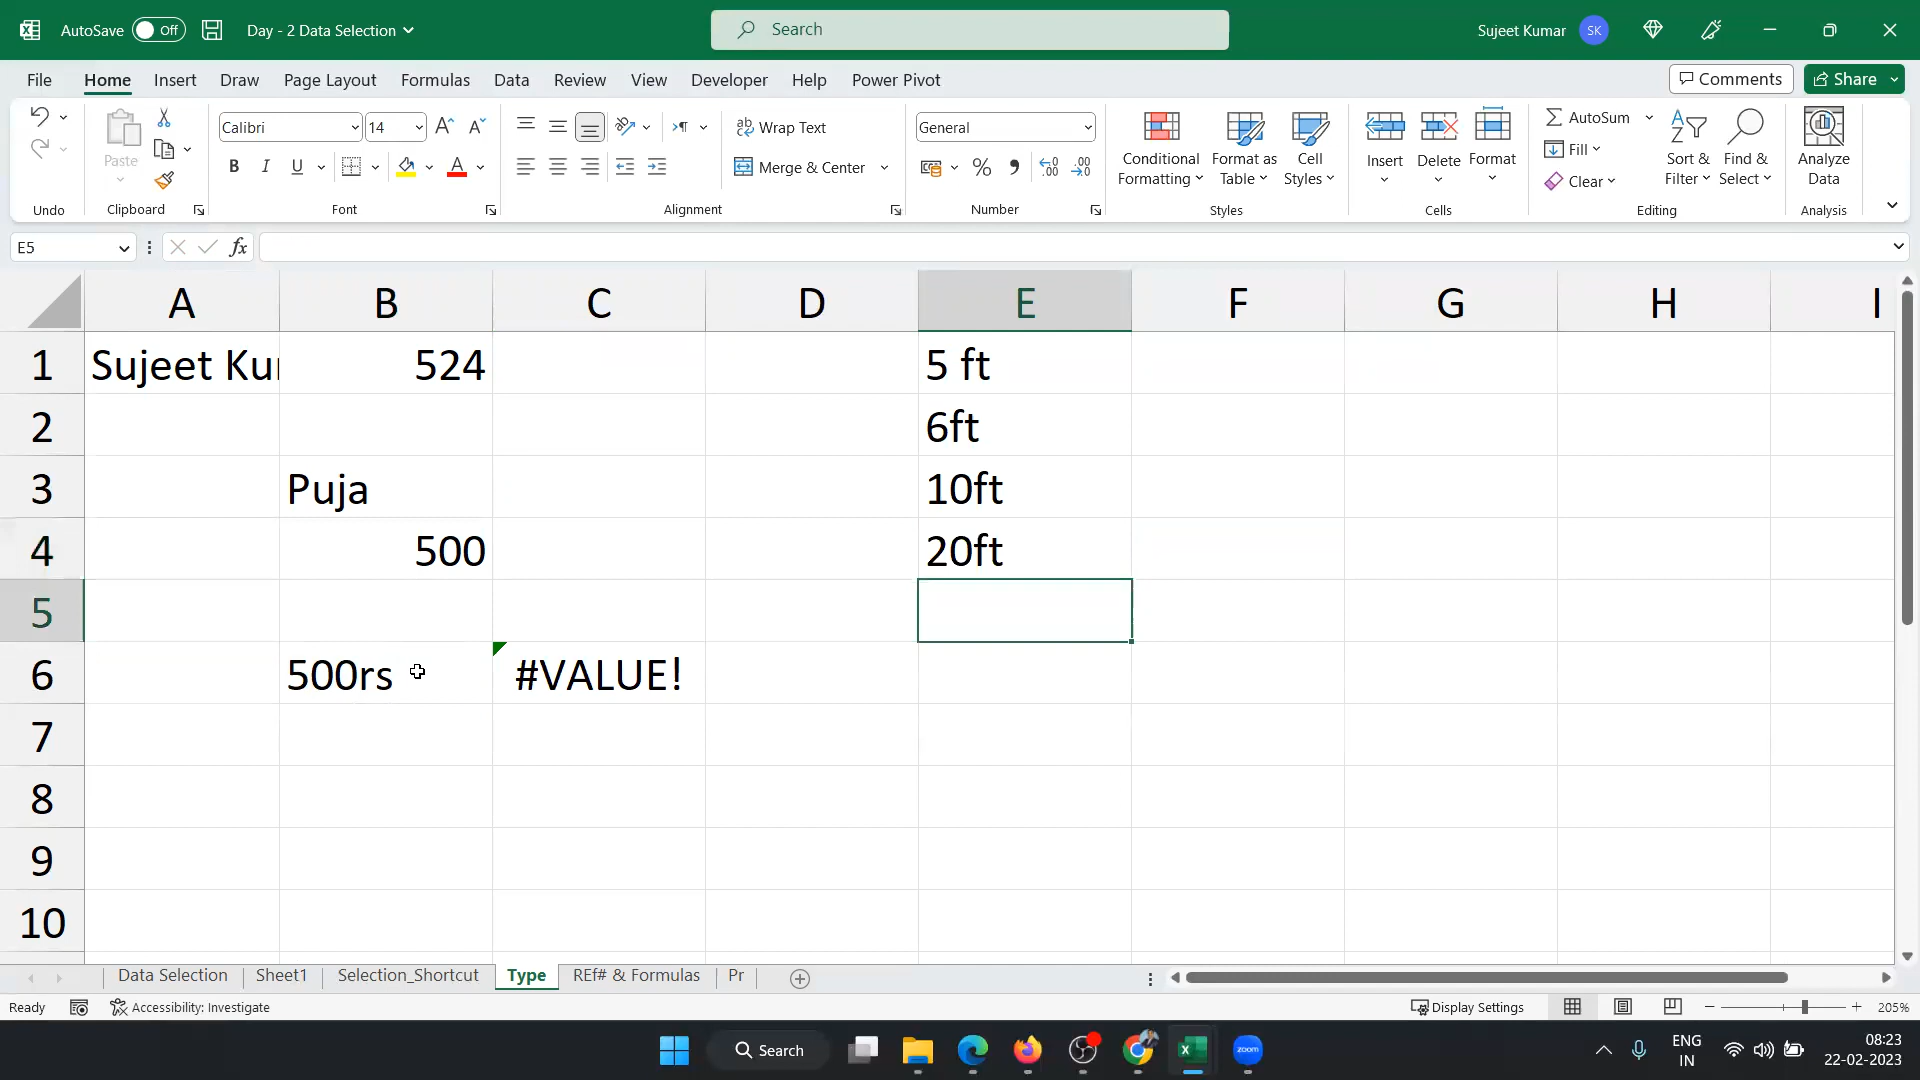 AutoSave Off Day - 2 Data Selection Search Sujeet Kumar SK
File Home Insert Draw Page Layout Formulas Data Review View Developer Help Power Pivot Comments Share
Paste
Undo Clipboard
Calibri 14
B I U A
Font
Wrap Text
Merge & Center
Alignment
General
%
Number
Conditional Formatting
Format as Table
Cell Styles
Styles
Insert Delete Format
Cells
AutoSum
Fill
Clear
Sort & Filter
Find & Select
Editing
Analyze Data
Analysis
E5 fx
A B C D E F G H I
1 Sujeet Ku 524 5 ft
2 6ft
3 Puja 10ft
4 500 20ft
5
6 500rs #VALUE!
7
8
9
10
Data Selection Sheet1 Selection_Shortcut Type REf# & Formulas Pr
Ready Accessibility: Investigate Display Settings 205%
Search zoom ENG IN 08:23
22-02-2023